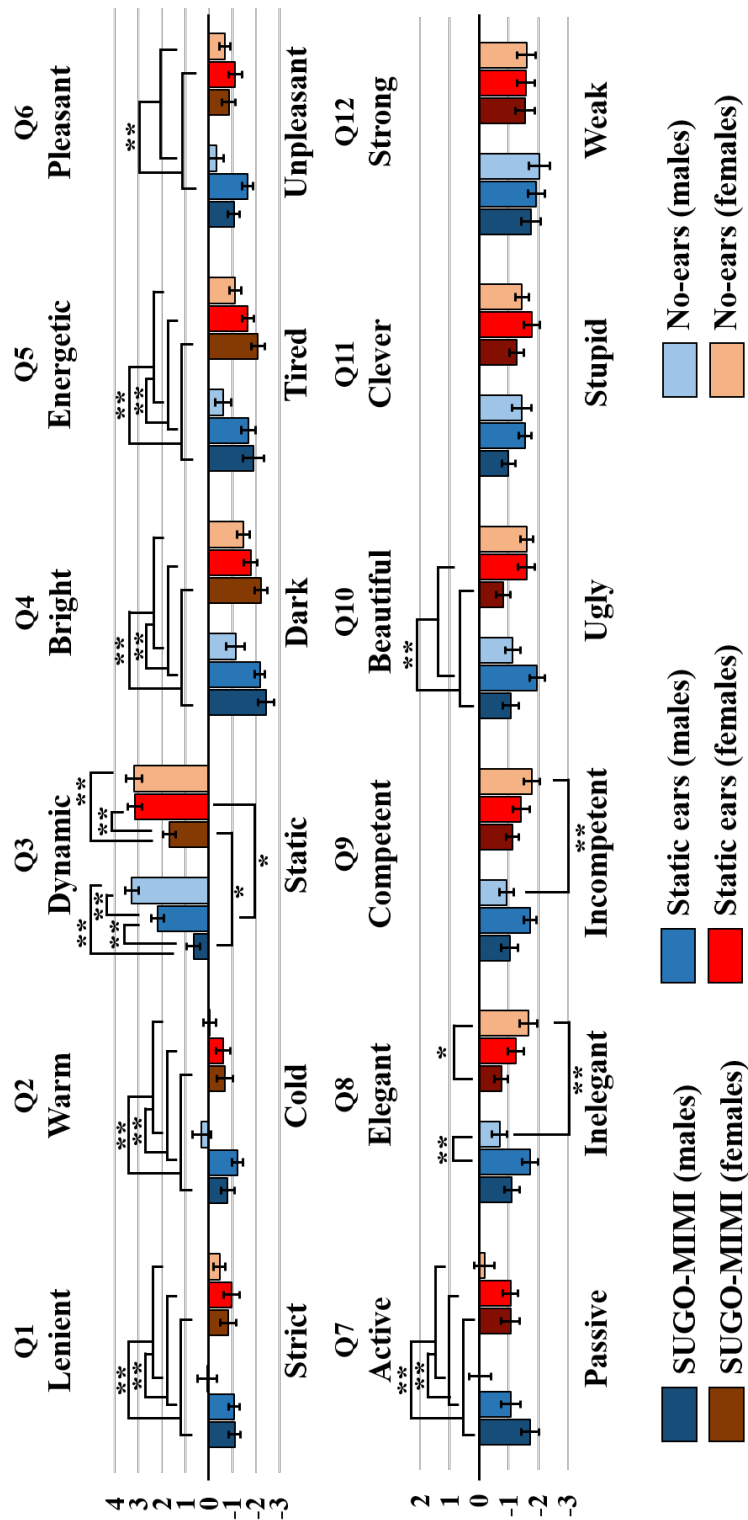 Q1 Q2 Q3 Q4 Q5 Q6
Lenient Warm Dynamic Bright Energetic Pleasant
4
3
2
1
0
-1
-2
-3
** ** ** ** ** ** ** ** ** ** ** ** ** ** **
* *
Strict Cold Static Dark Tired Unpleasant
Q7 Q8 Q9 Q10 Q11 Q12
Active Elegant Competent Beautiful Clever Strong
2
1
0
-1
-2
-3
** ** ** * ** ** **
Passive Inelegant Incompetent Ugly Stupid Weak
SUGO-MIMI (males) Static ears (males) No-ears (males)
SUGO-MIMI (females) Static ears (females) No-ears (females)